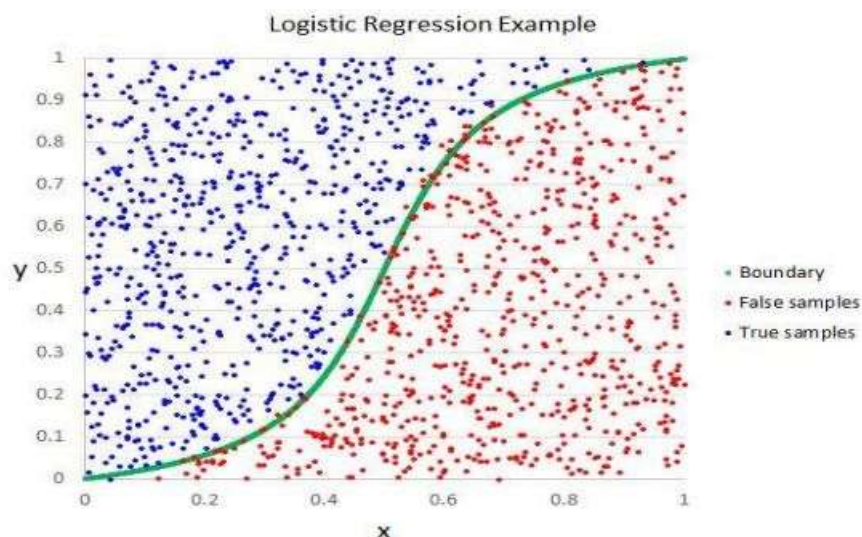 Logistic Regression Example
1
0.9
0.8
0.7
0.6
0.5
0.4
0.3
0.2
0.1
0
y
0 0.2 0.4 0.6 0.8 1
x
Boundary
False samples
True samples